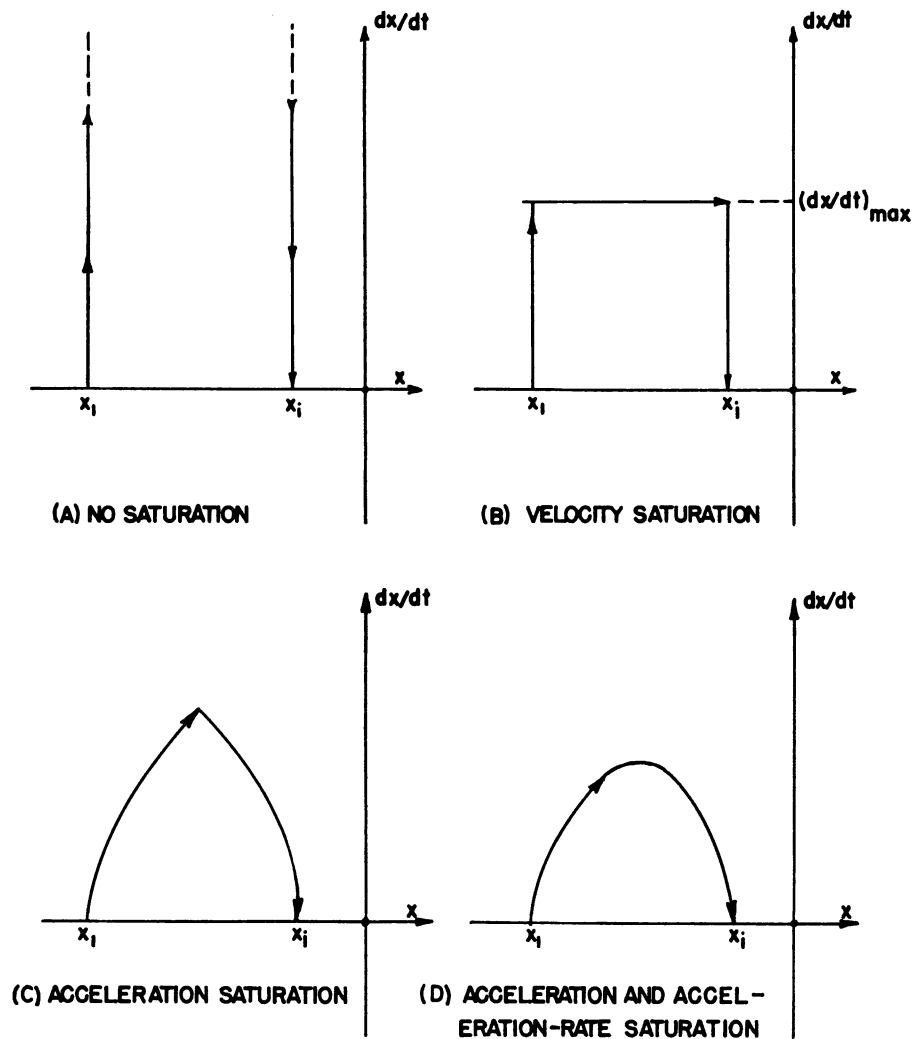 dx/dt
x
x₁
xᵢ
(A) NO SATURATION
dx/dt
(dx/dt)max
x
x₁
xᵢ
(B) VELOCITY SATURATION
dx/dt
x
x₁
xᵢ
(C) ACCELERATION SATURATION
dx/dt
x
x₁
xᵢ
(D) ACCELERATION AND ACCEL-
ERATION-RATE SATURATION